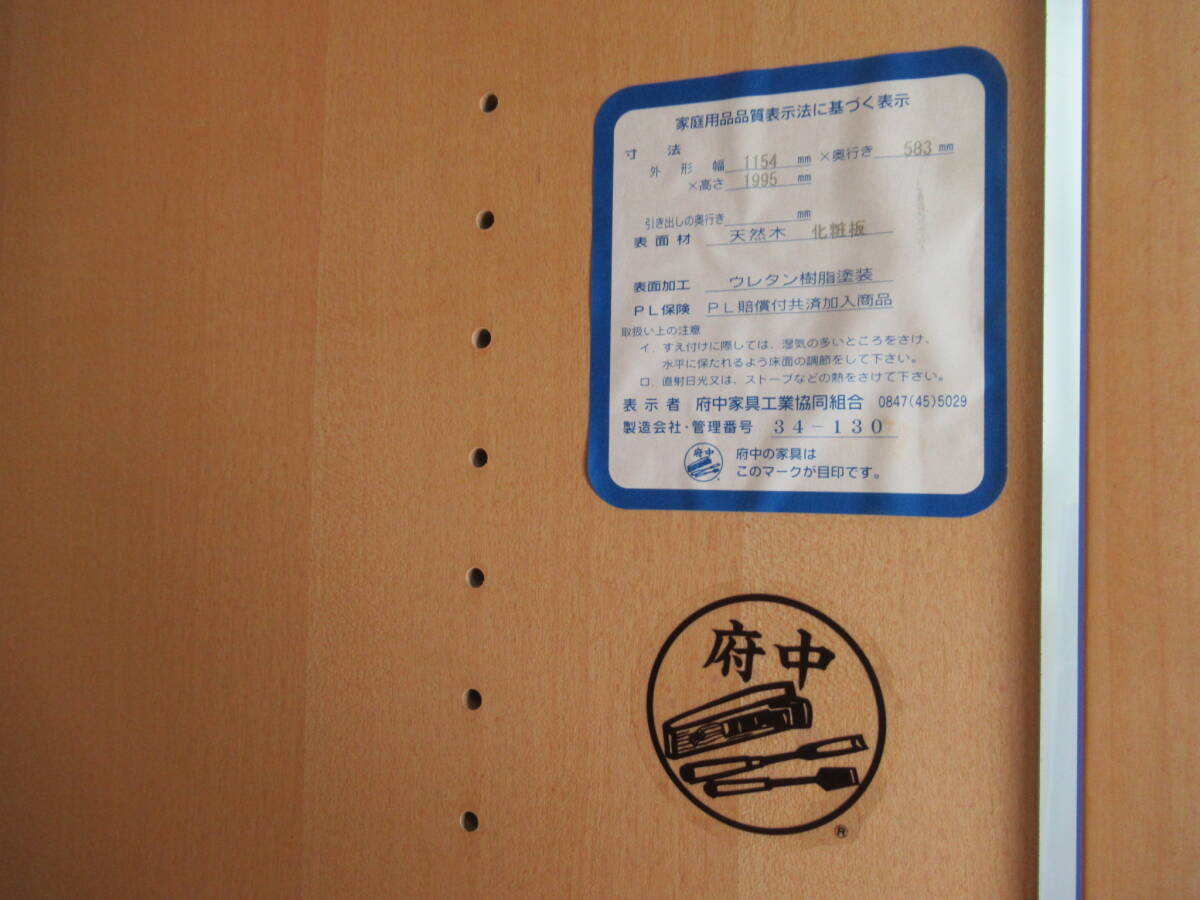 家庭用品品質表示法に基づく表示
寸 法
外 形 幅 1154 mm ×奥行き 583 mm
×高さ 1995 mm
引き出しの奥行き mm
表面材 天然木 化粧板
表面加工 ウレタン樹脂塗装
PL保険 PL賠償付共済加入商品
取扱い上の注意
イ. すえ付けに際しては、湿気の多いところをさけ、
水平に保たれるよう床面の調節をして下さい。
ロ. 直射日光又は、ストーブなどの熱をさけて下さい。
表示者 府中家具工業協同組合 0847(45)5029
製造会社・管理番号 34-130
府中
府中の家具は
このマークが目印です。
府中
®